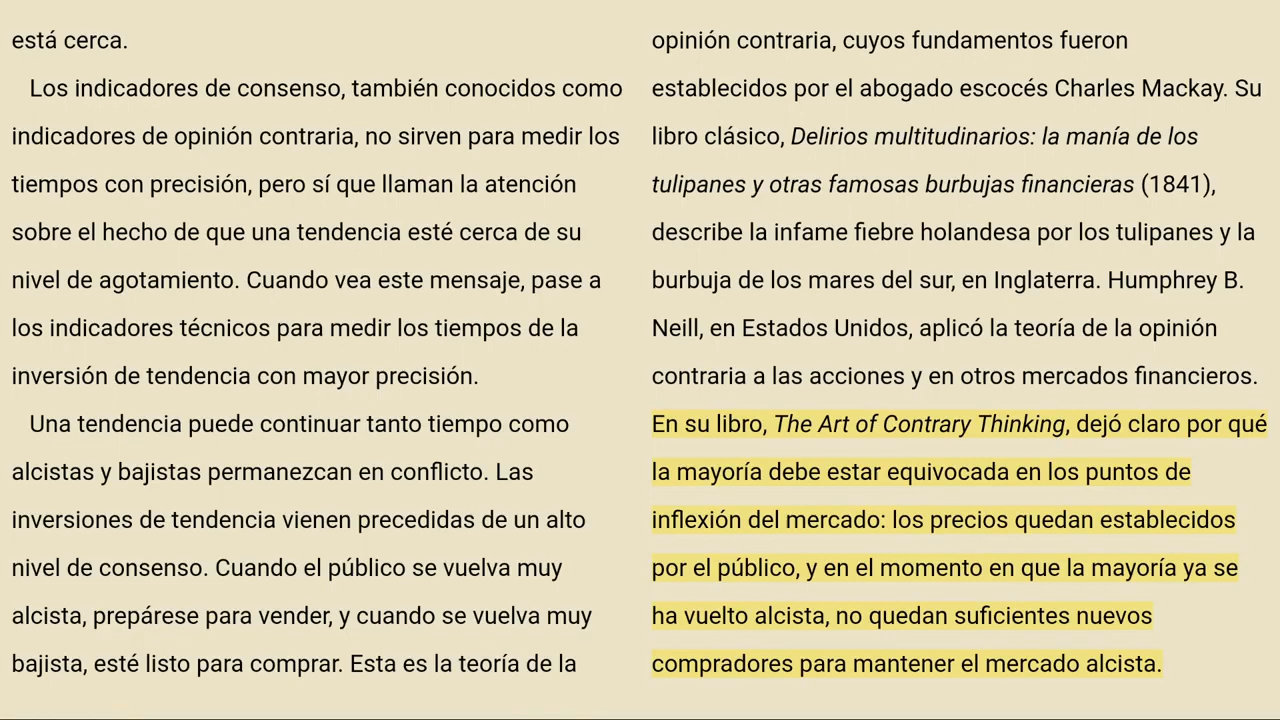 está cerca.
Los indicadores de consenso, también conocidos como
indicadores de opinión contraria, no sirven para medir los
tiempos con precisión, pero sí que llaman la atención
sobre el hecho de que una tendencia esté cerca de su
nivel de agotamiento. Cuando vea este mensaje, pase a
los indicadores técnicos para medir los tiempos de la
inversión de tendencia con mayor precisión.
Una tendencia puede continuar tanto tiempo como
alcistas y bajistas permanezcan en conflicto. Las
inversiones de tendencia vienen precedidas de un alto
nivel de consenso. Cuando el público se vuelva muy
alcista, prepárese para vender, y cuando se vuelva muy
bajista, esté listo para comprar. Esta es la teoría de la
opinión contraria, cuyos fundamentos fueron
establecidos por el abogado escocés Charles Mackay. Su
libro clásico, Delirios multitudinarios: la manía de los
tulipanes y otras famosas burbujas financieras (1841),
describe la infame fiebre holandesa por los tulipanes y la
burbuja de los mares del sur, en Inglaterra. Humphrey B.
Neill, en Estados Unidos, aplicó la teoría de la opinión
contraria a las acciones y en otros mercados financieros.
En su libro, The Art of Contrary Thinking, dejó claro por qué
la mayoría debe estar equivocada en los puntos de
inflexión del mercado: los precios quedan establecidos
por el público, y en el momento en que la mayoría ya se
ha vuelto alcista, no quedan suficientes nuevos
compradores para mantener el mercado alcista.